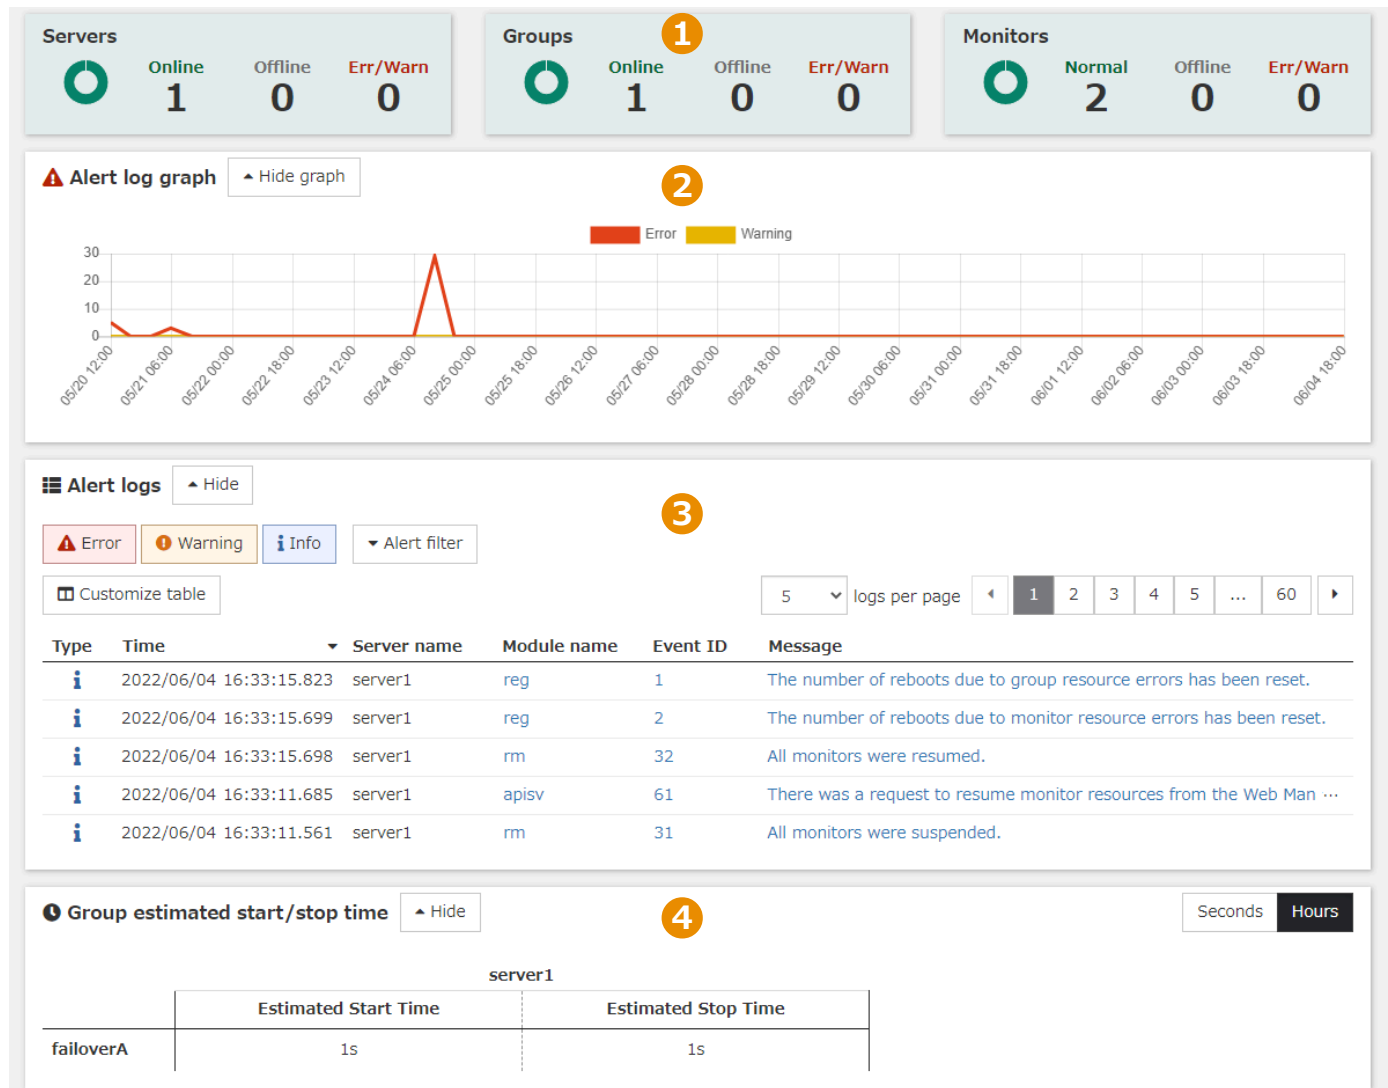 Servers
Online Offline Err/Warn
1 0 0
Groups
1
Online Offline Err/Warn
1 0 0
Monitors
Normal Offline Err/Warn
2 0 0
Alert log graph Hide graph
2
Error Warning
30
20
10
0
05/20 12:00 05/21 06:00 05/22 00:00 05/22 18:00 05/23 12:00 05/24 06:00 05/25 00:00 05/25 18:00 05/26 12:00 05/27 06:00 05/28 00:00 05/28 18:00 05/29 12:00 05/30 06:00 05/31 00:00 05/31 18:00 06/01 12:00 06/02 06:00 06/03 00:00 06/03 18:00 06/04 18:00
Alert logs Hide
3
Error Warning Info Alert filter
Customize table 5 logs per page 1 2 3 4 5 ... 60
Type Time Server name Module name Event ID Message
2022/06/04 16:33:15.823 server1 reg 1 The number of reboots due to group resource errors has been reset.
2022/06/04 16:33:15.699 server1 reg 2 The number of reboots due to monitor resource errors has been reset.
2022/06/04 16:33:15.698 server1 rm 32 All monitors were resumed.
2022/06/04 16:33:11.685 server1 apisv 61 There was a request to resume monitor resources from the Web Man ...
2022/06/04 16:33:11.561 server1 rm 31 All monitors were suspended.
Group estimated start/stop time Hide
4
Seconds Hours
server1
Estimated Start Time Estimated Stop Time
failoverA 1s 1s